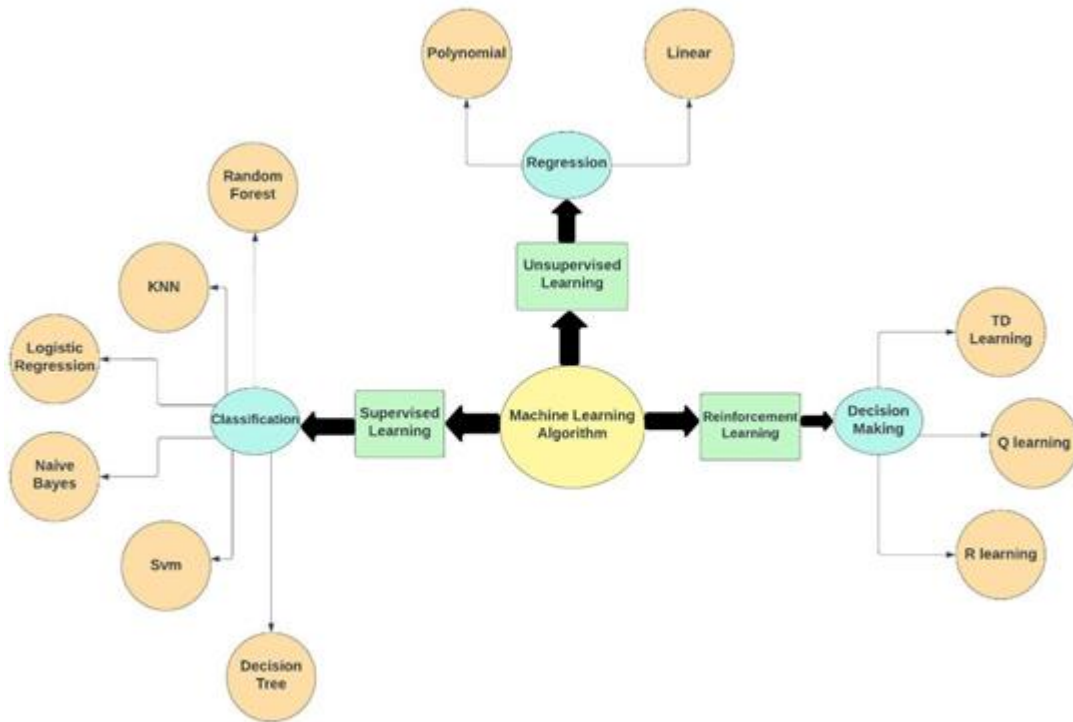 Polynomial
Linear
Regression
Random
Forest
Unsupervised
Learning
KNN
TD
Learning
Logistic
Regression
Classification
Supervised
Learning
Machine Learning
Algorithm
Reinforcement
Learning
Decision
Making
Q learning
Naive
Bayes
Svm
R learning
Decision
Tree